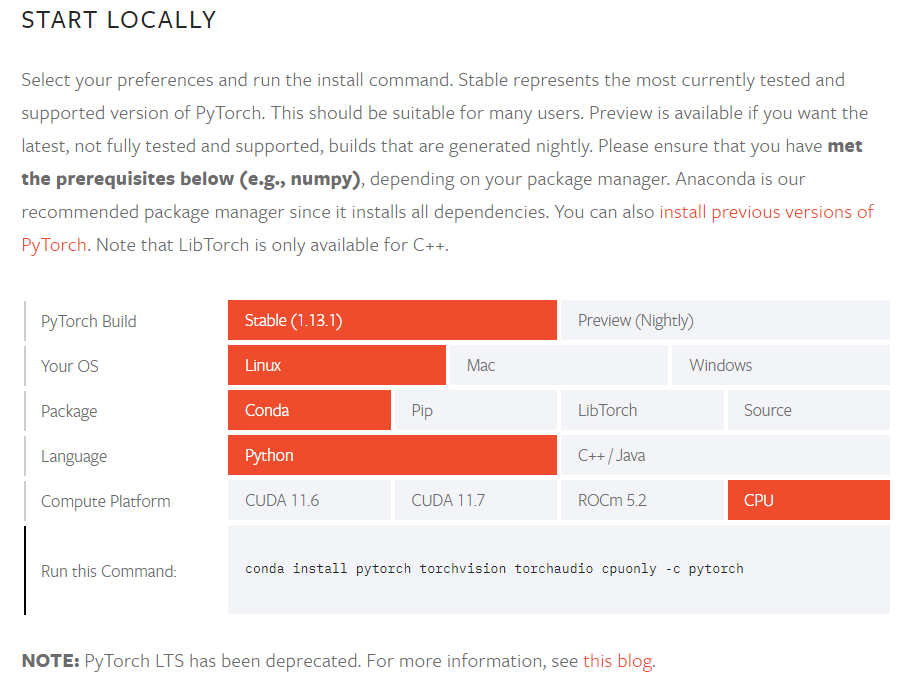 START LOCALLY
Select your preferences and run the install command. Stable represents the most currently tested and
supported version of PyTorch. This should be suitable for many users. Preview is available if you want the
latest, not fully tested and supported, builds that are generated nightly. Please ensure that you have met
the prerequisites below (e.g., numpy), depending on your package manager. Anaconda is our
recommended package manager since it installs all dependencies. You can also install previous versions of
PyTorch. Note that LibTorch is only available for C++.
PyTorch Build Stable (1.13.1) Preview (Nightly)
Your OS Linux Mac Windows
Package Conda Pip LibTorch Source
Language Python C++ / Java
Compute Platform CUDA 11.6 CUDA 11.7 ROCm 5.2 CPU
Run this Command: conda install pytorch torchvision torchaudio cpuonly -c pytorch
NOTE: PyTorch LTS has been deprecated. For more information, see this blog.